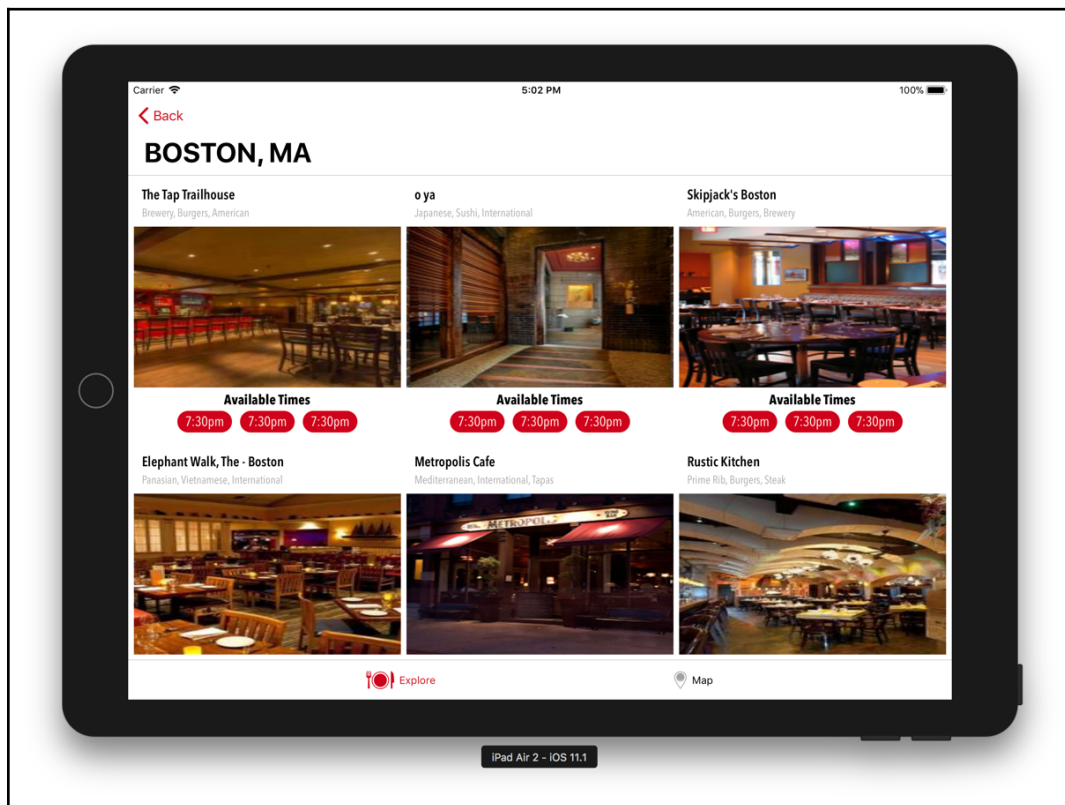 Carrier 5:02 PM 100%
Back
BOSTON, MA
The Tap Trailhouse
Brewery, Burgers, American
o ya
Japanese, Sushi, International
Skipjack's Boston
American, Burgers, Brewery
Available Times
7:30pm 7:30pm 7:30pm
Available Times
7:30pm 7:30pm 7:30pm
Available Times
7:30pm 7:30pm 7:30pm
Elephant Walk, The - Boston
Panasian, Vietnamese, International
Metropolis Cafe
Mediterranean, International, Tapas
Rustic Kitchen
Prime Rib, Burgers, Steak
METROPOL
Explore
Map
iPad Air 2 - iOS 11.1